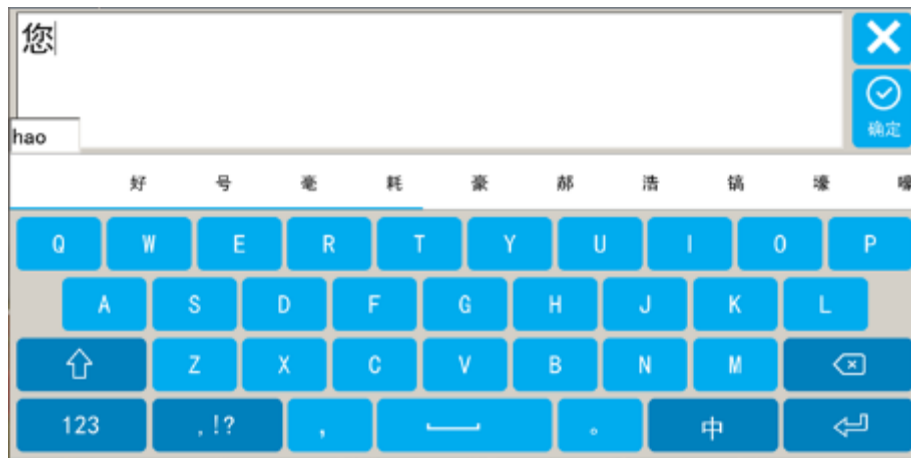 您
确定
hao
好 号 毫 耗 豪 郝 浩 镐 壕
Q W E R T Y U I O P
A S D F G H J K L
Z X C V B N M
123 ,!? , 。 中